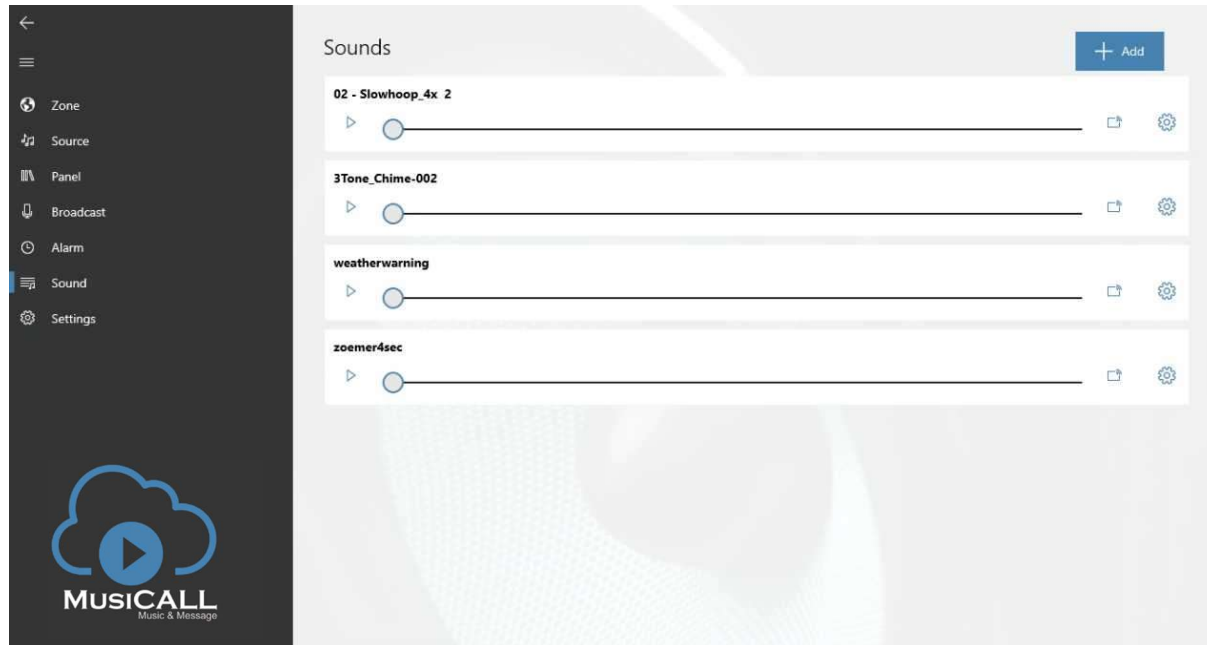 Zone
Source
Panel
Broadcast
Alarm
Sound
Settings
MUSICALL
Music & Message
Sounds
Add
02 - Slowhoop_4x 2
3Tone_Chime-002
weatherwarning
zoemer4sec